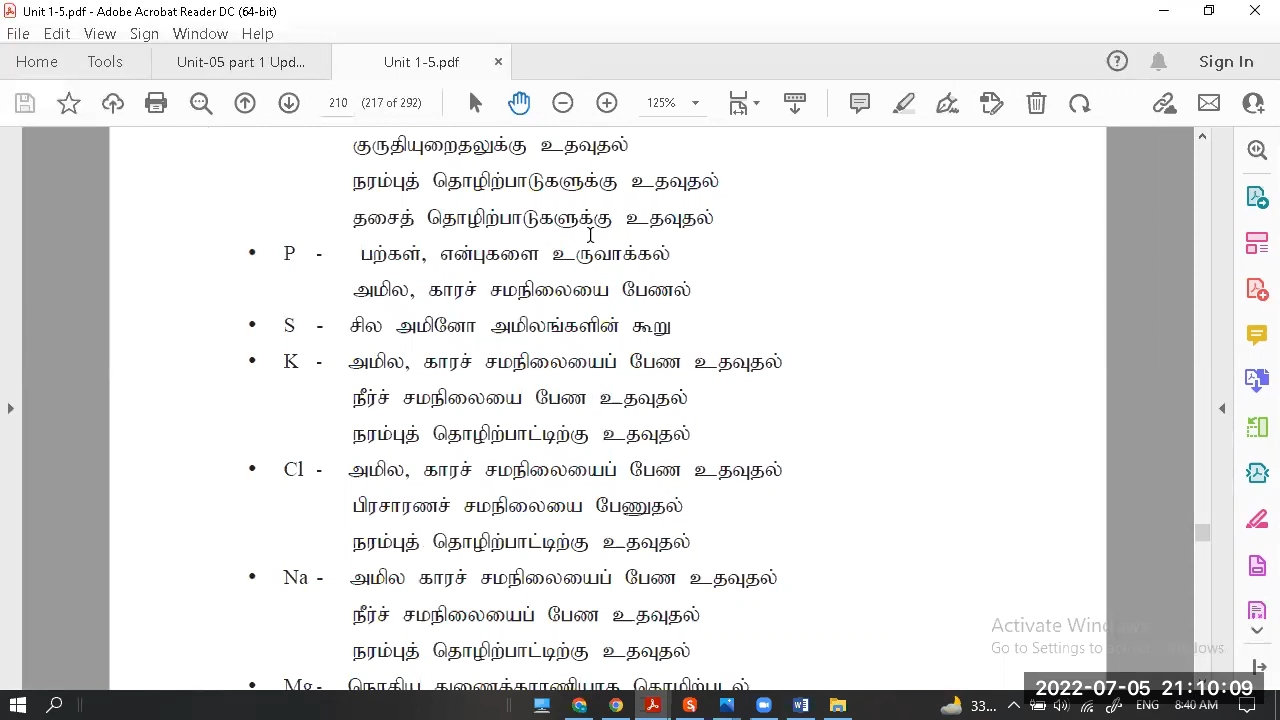 Unit 1-5.pdf - Adobe Acrobat Reader DC (64-bit)
File Edit View Sign Window Help
Home Tools Unit-05 part 1 Upd... Unit 1-5.pdf Sign In
210 (217 of 292) 125%
குருதியுறைதலுக்கு உதவுதல்
நரம்புத் தொழிற்பாடுகளுக்கு உதவுதல்
தசைத் தொழிற்பாடுகளுக்கு உதவுதல்
• P - பற்கள், என்புகளை உருவாக்கல்
அமில, காரச் சமநிலையை பேணல்
• S - சில அமினோ அமிலங்களின் கூறு
• K - அமில, காரச் சமநிலையைப் பேண உதவுதல்
நீர்ச் சமநிலையை பேண உதவுதல்
நரம்புத் தொழிற்பாட்டிற்கு உதவுதல்
• Cl - அமில, காரச் சமநிலையைப் பேண உதவுதல்
பிரசாரணச் சமநிலையை பேணுதல்
நரம்புத் தொழிற்பாட்டிற்கு உதவுதல்
• Na - அமில காரச் சமநிலையைப் பேண உதவுதல்
நீர்ச் சமநிலையைப் பேண உதவுதல்
நரம்புத் தொழிற்பாட்டிற்கு உதவுதல்
Mg- நொதிய துணைக்காரணியாக தொழிற்படல்
Activate Windows
Go to Settings to activate Windows
2022-07-05 21:10:09
33... ENG 8:40 AM